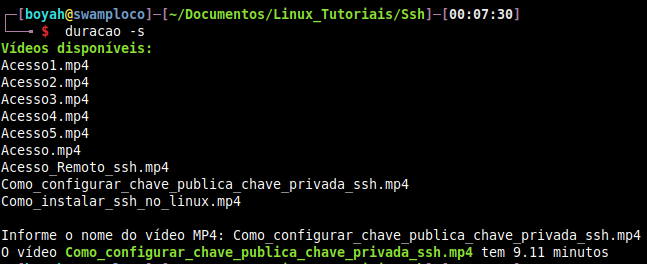 ┌─[boyah@swamploco]─[~/Documentos/Linux_Tutoriais/Ssh]─[00:07:30]
└──╼ $  duracao -s
Vídeos disponíveis:
Acesso1.mp4
Acesso2.mp4
Acesso3.mp4
Acesso4.mp4
Acesso5.mp4
Acesso.mp4
Acesso_Remoto_ssh.mp4
Como_configurar_chave_publica_chave_privada_ssh.mp4
Como_instalar_ssh_no_linux.mp4
Informe o nome do vídeo MP4: Como_configurar_chave_publica_chave_privada_ssh.mp4
O vídeo Como_configurar_chave_publica_chave_privada_ssh.mp4 tem 9.11 minutos